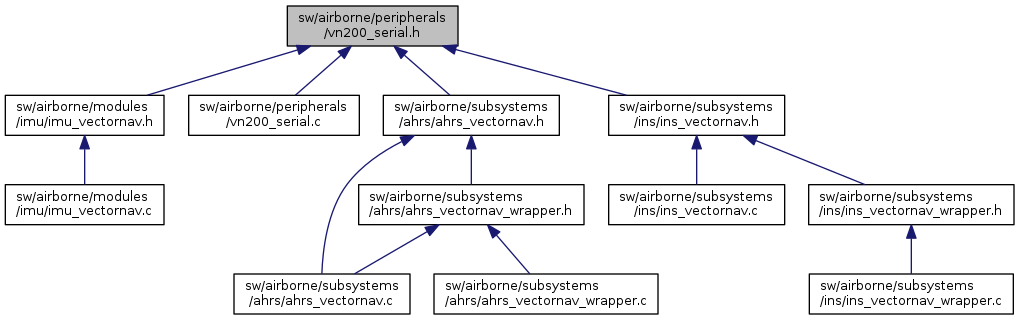 sw/airborne/peripherals
/vn200_serial.h
sw/airborne/modules
/imu/imu_vectornav.h
sw/airborne/peripherals
/vn200_serial.c
sw/airborne/subsystems
/ahrs/ahrs_vectornav.h
sw/airborne/subsystems
/ins/ins_vectornav.h
sw/airborne/modules
/imu/imu_vectornav.c
sw/airborne/subsystems
/ahrs/ahrs_vectornav_wrapper.h
sw/airborne/subsystems
/ins/ins_vectornav.c
sw/airborne/subsystems
/ins/ins_vectornav_wrapper.h
sw/airborne/subsystems
/ahrs/ahrs_vectornav.c
sw/airborne/subsystems
/ahrs/ahrs_vectornav_wrapper.c
sw/airborne/subsystems
/ins/ins_vectornav_wrapper.c